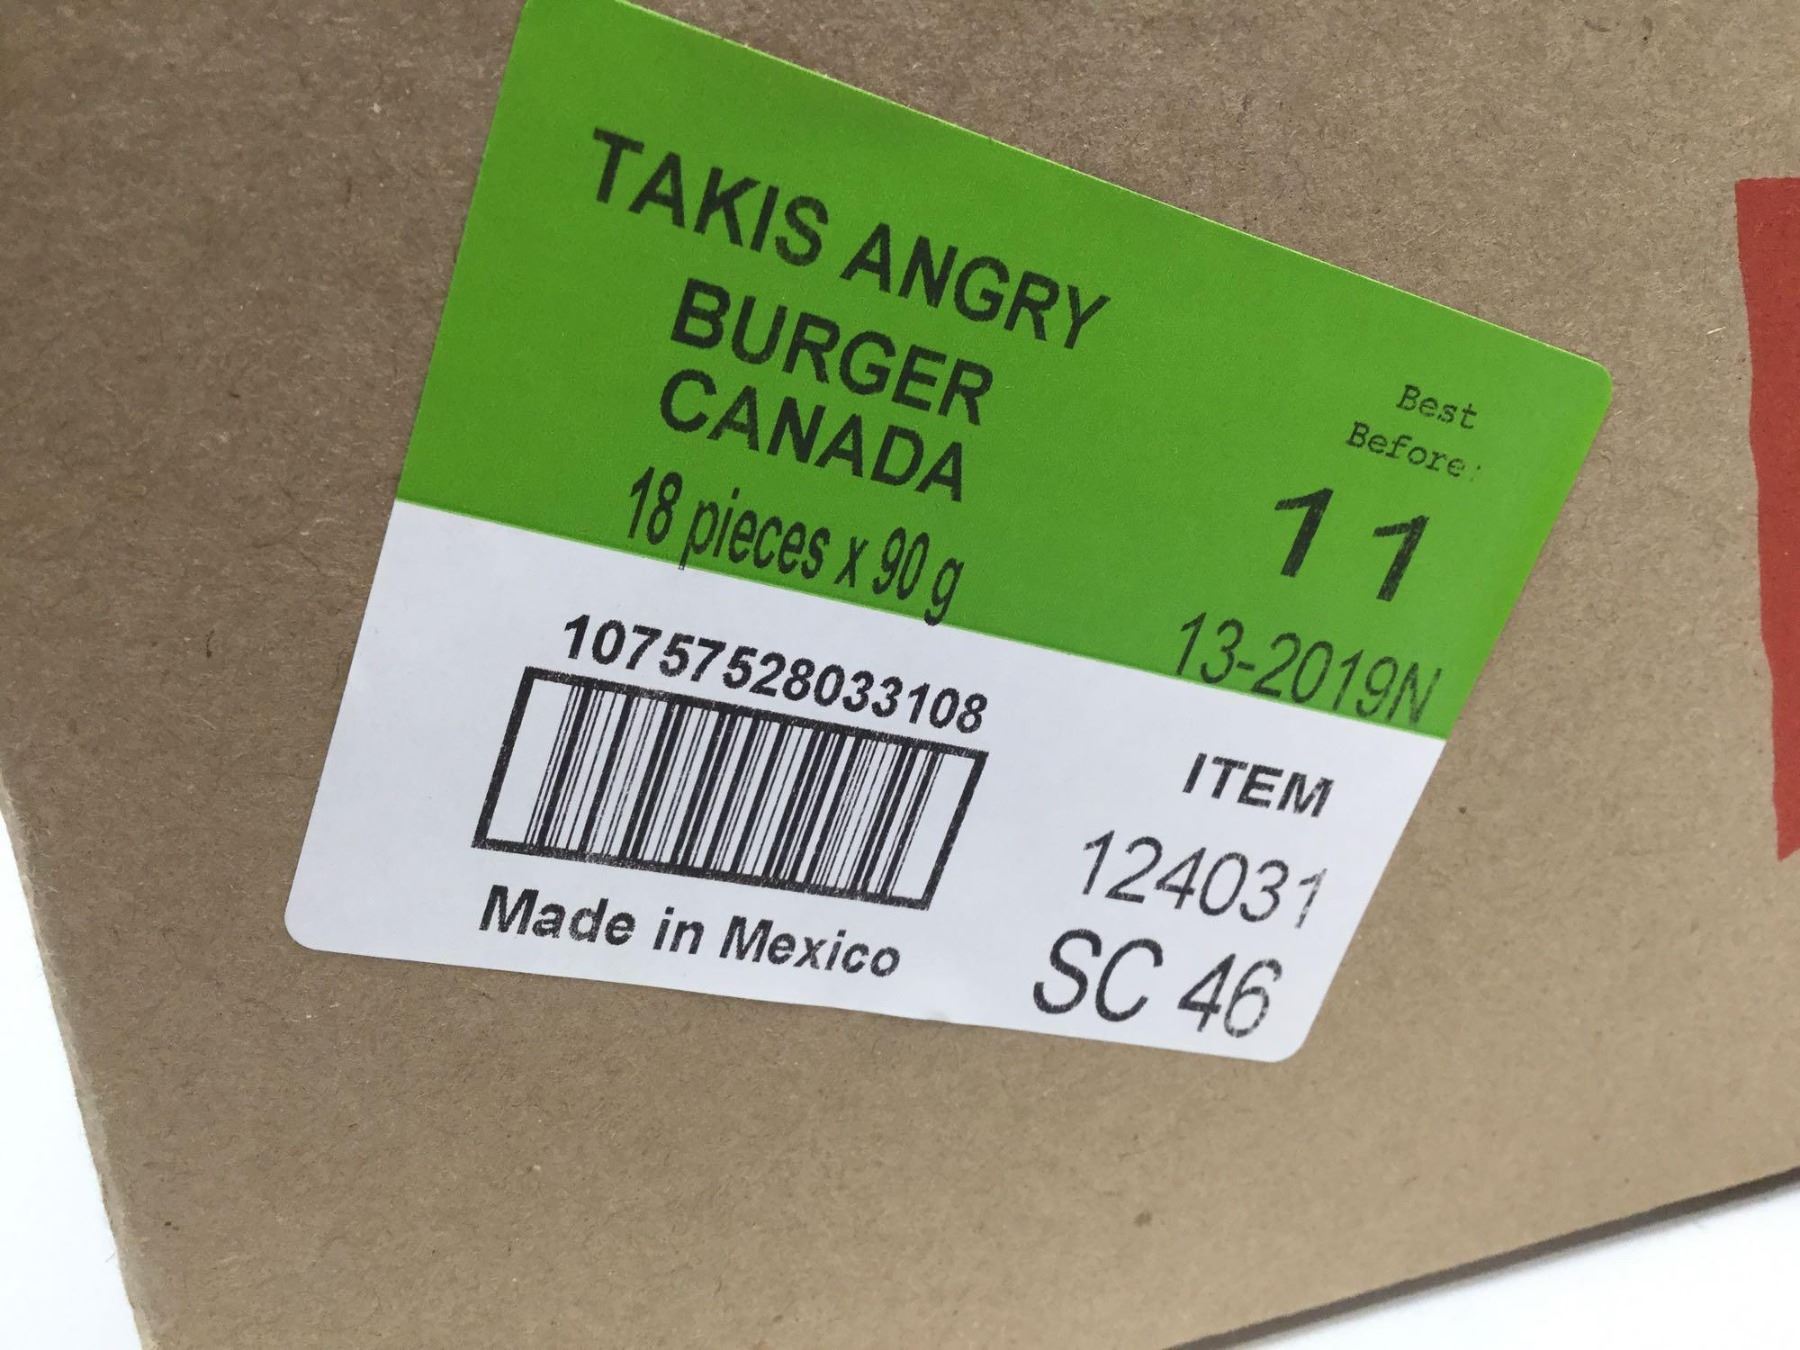 TAKIS ANGRY
BURGER
CANADA
18 pieces x 90 g
Best
Before:
11
13-2019N
10757528033108
Made in Mexico
ITEM
124031
SC 46